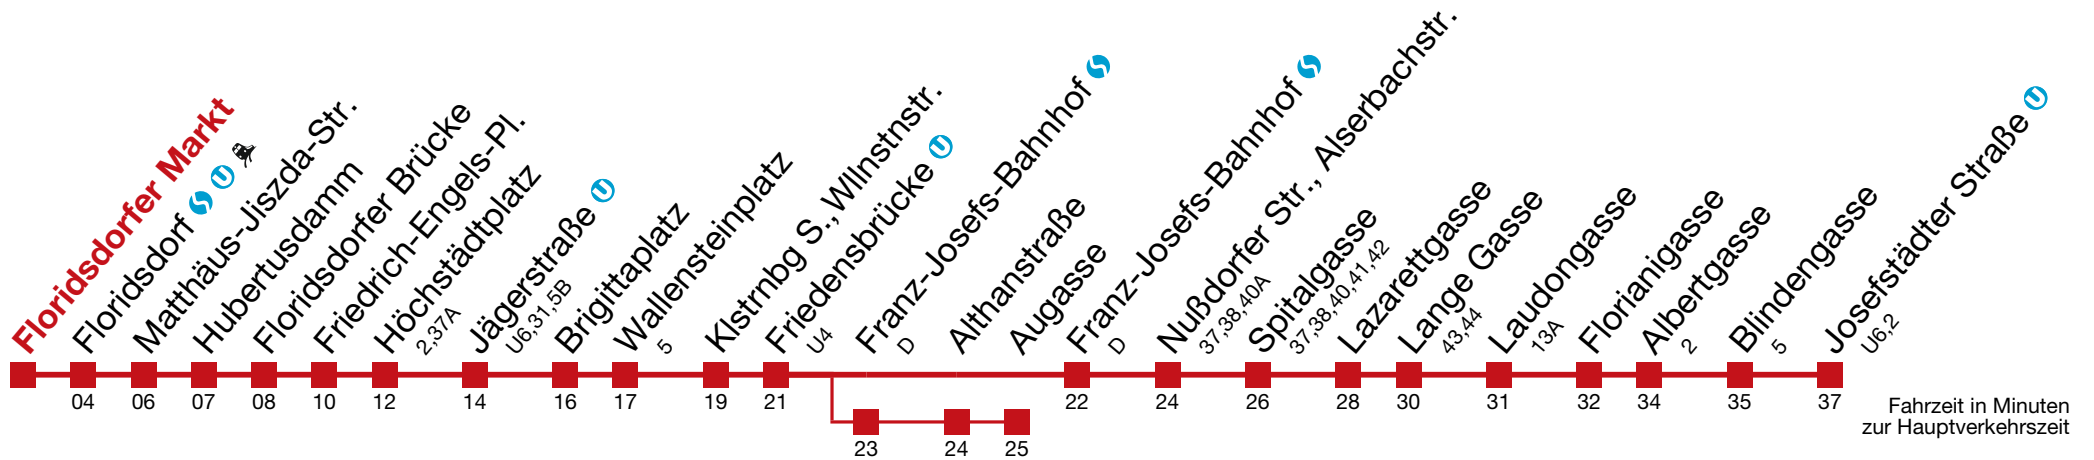 Floridsdorfer Markt
Floridsdorf
Matthäus-Jiszda-Str.
Hubertusdamm
Floridsdorfer Brücke
Friedrich-Engels-Pl.
Höchstädtplatz
2,37A
Jägerstraße
U6,31,5B
Brigittaplatz
Wallensteinplatz
5
Klstrnbg S., Wllnstnstr.
Friedensbrücke
U4
Franz-Josefs-Bahnhof
D
Althanstraße
Augasse
Franz-Josefs-Bahnhof
D
Nußdorfer Str., Alserbachstr.
37,38,40A
Spitalgasse
37,38,40,41,42
Lazarettgasse
Lange Gasse
43,44
Laudongasse
13A
Florianigasse
Albertgasse
2
Blindengasse
5
Josefstädter Straße
U6,2
04 06 07 08 10 12 14 16 17 19 21 22 24 26 28 30 31 32 34 35 37
23 24 25
Fahrzeit in Minuten
zur Hauptverkehrszeit